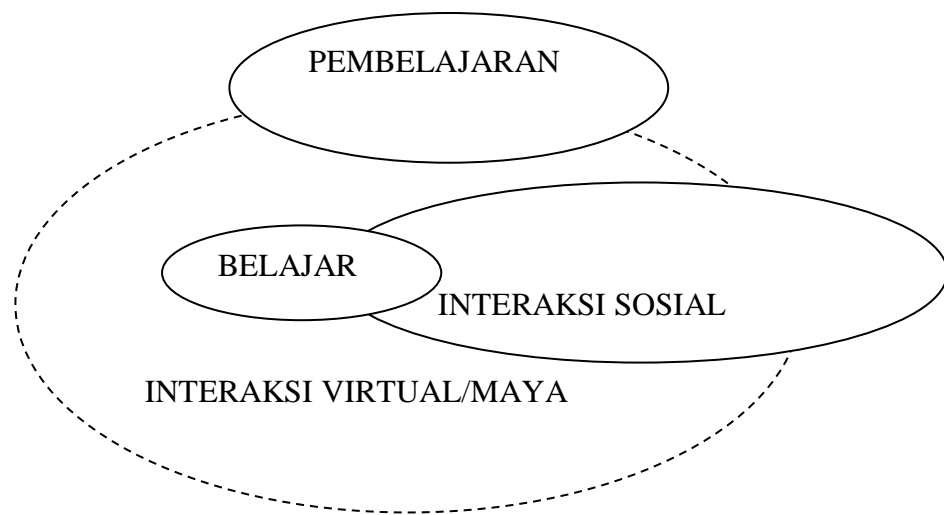 PEMBELAJARAN
BELAJAR
INTERAKSI SOSIAL
INTERAKSI VIRTUAL/MAYA